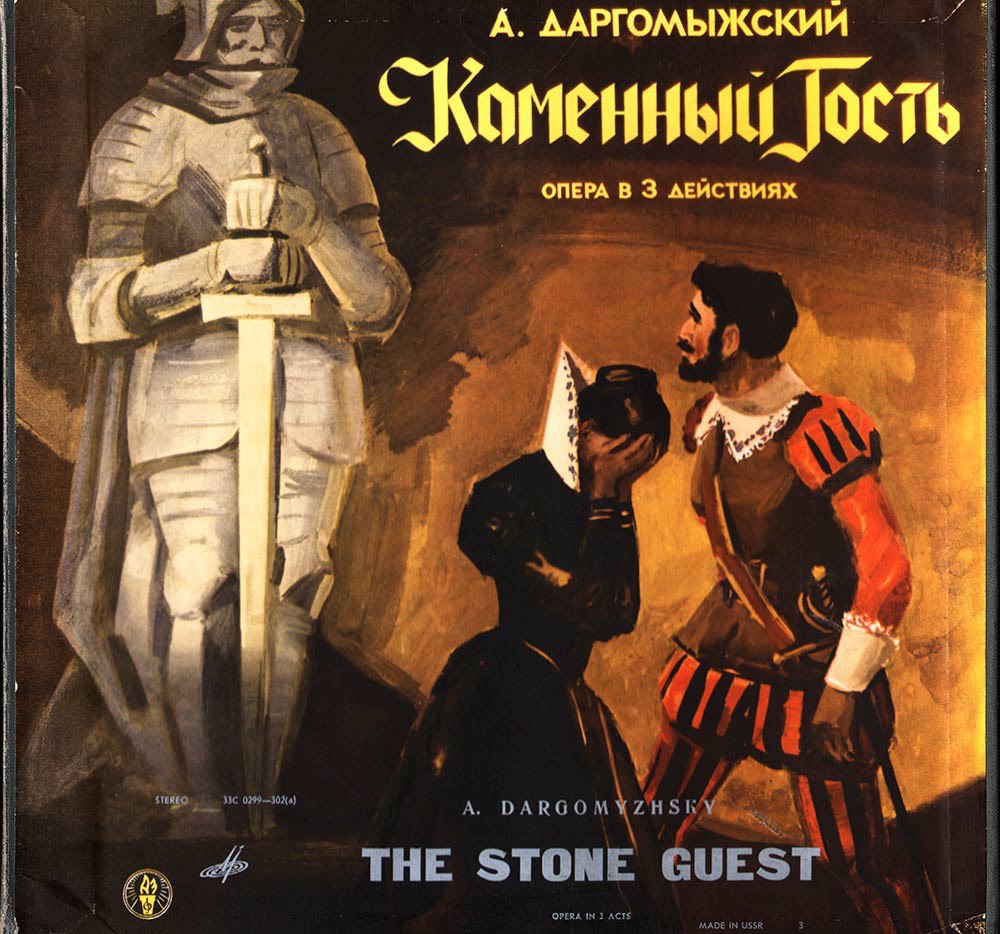 А. ДАРГОМЫЖСКИЙ
Каменный Гость
ОПЕРА В 3 ДЕЙСТВИЯХ
STEREO 33C 0299—302(a)
A. DARGOMYZHSKY
THE STONE GUEST
OPERA IN 3 ACTS
MADE IN USSR 3